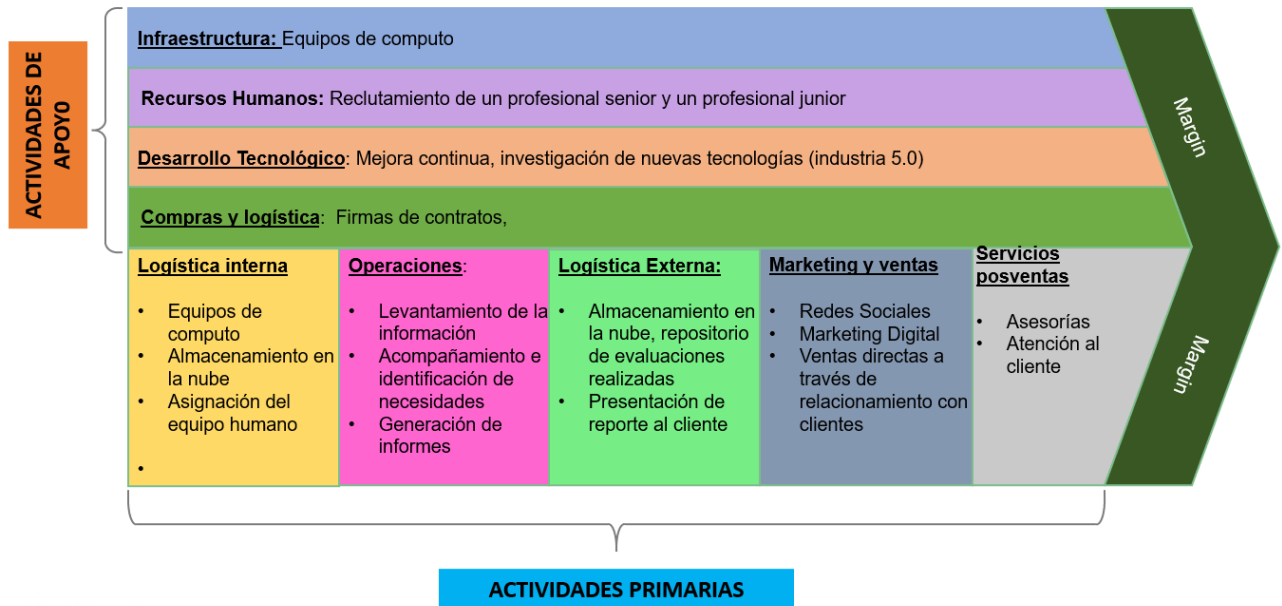 ACTIVIDADES DE
APOY0
Infraestructura: Equipos de computo
Recursos Humanos: Reclutamiento de un profesional senior y un profesional junior
Desarrollo Tecnológico: Mejora continua, investigación de nuevas tecnologías (industria 5.0)
Compras y logística: Firmas de contratos,
Margin
Margin
Logística interna
• Equipos de
computo
• Almacenamiento en
la nube
• Asignación del
equipo humano
•
Operaciones:
• Levantamiento de la
información
• Acompañamiento e
identificación de
necesidades
• Generación de
informes
Logística Externa:
• Almacenamiento en
la nube, repositorio
de evaluaciones
realizadas
• Presentación de
reporte al cliente
Marketing y ventas
• Redes Sociales
• Marketing Digital
• Ventas directas a
través de
relacionamiento con
clientes
Servicios
posventas
• Asesorías
• Atención al
cliente
ACTIVIDADES PRIMARIAS